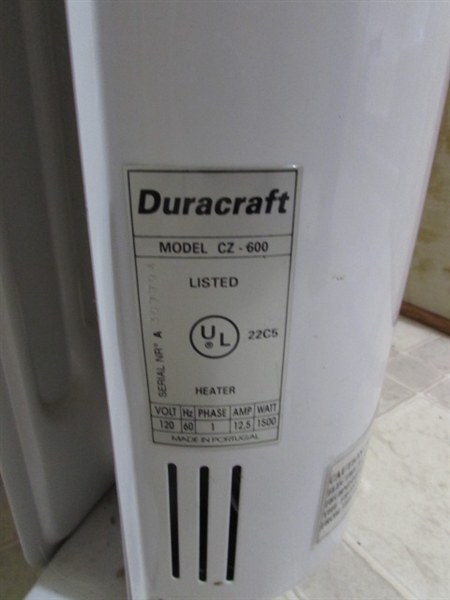 Duracraft
MODEL CZ - 600
LISTED
UL
®
22C5
SERIAL NR° A
HEATER
VOLT Hz PHASE AMP WATT
120 60 1 12,5 1500
MADE IN PORTUGAL
CAUTION